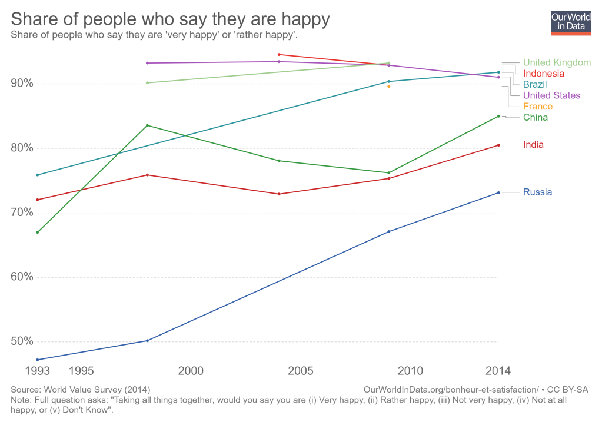 Share of people who say they are happy
Share of people who say they are 'very happy' or 'rather happy'.
Our World
in Data
90%
80%
70%
60%
50%
1993
1995
2000
2005
2010
2014
United Kingdom
Indonesia
Brazil
United States
France
China
India
Russia
Source: World Value Survey (2014)
OurWorldInData.org/bonheur-et-satisfaction/ • CC BY-SA
Note: Full question asks: "Taking all things together, would you say you are (i) Very happy, (ii) Rather happy, (iii) Not very happy, (iv) Not at all
happy, or (v) Don't Know".